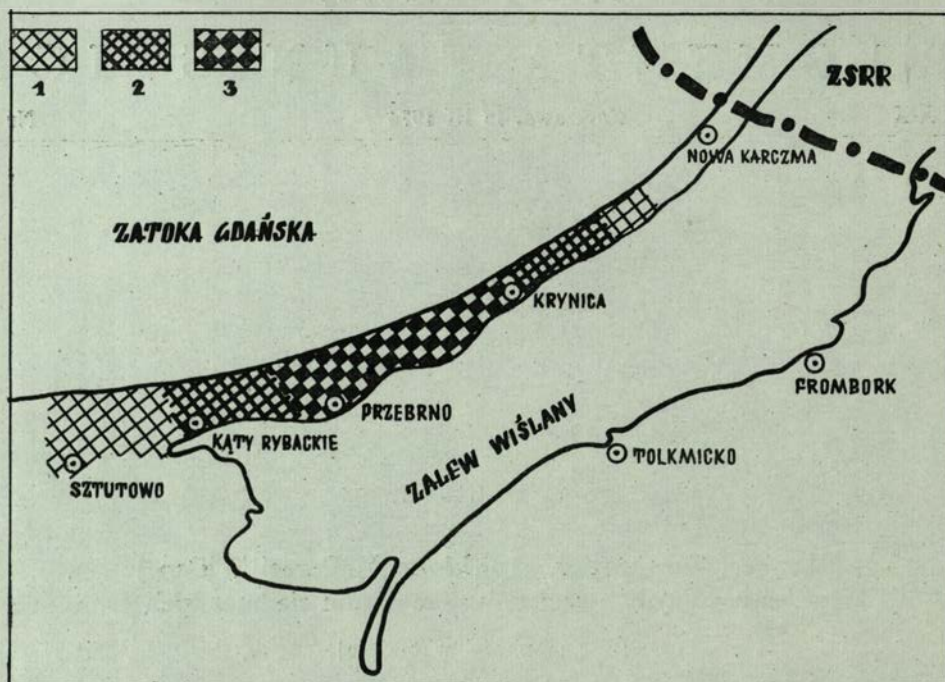 1 2 3
ZSRR
NOWA KARCZMA
ZATOKA GDAŃSKA
KRYNICA
FROMBORK
PRZEBRNO
KĄTY RYBACKIE
ZALEW WIŚLANY
TOLKMICKO
SZTUTOWO